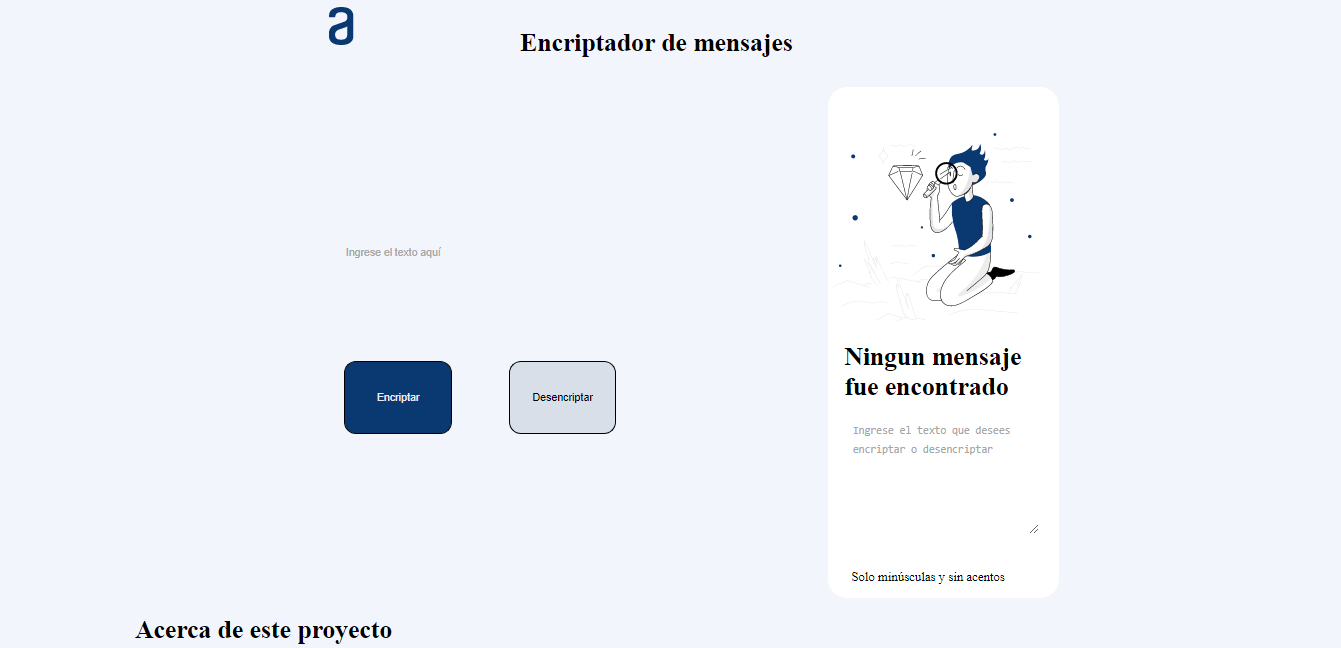 a
Encriptador de mensajes
Ingrese el texto aquí
Encriptar
Desencriptar
Ningun mensaje
fue encontrado
Ingrese el texto que desees
encriptar o desencriptar
Solo minúsculas y sin acentos
Acerca de este proyecto